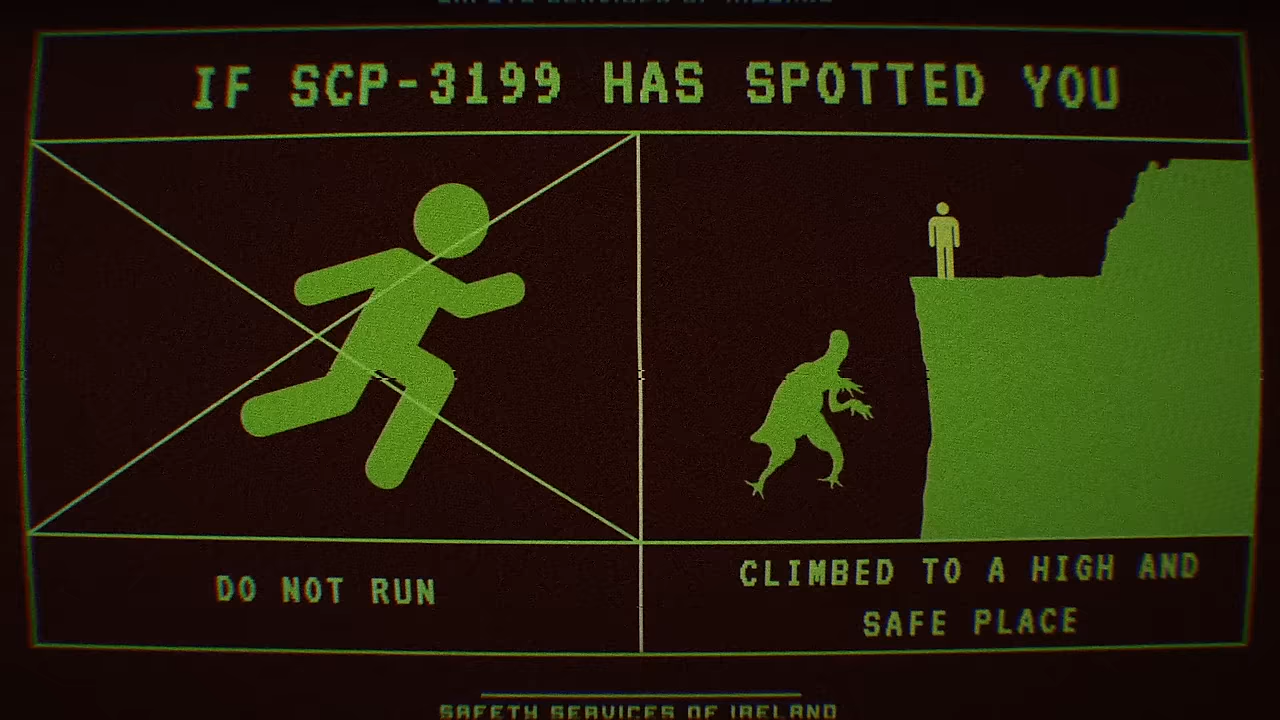 IF SCP-3199 HAS SPOTTED YOU
DO NOT RUN
CLIMBED TO A HIGH AND
SAFE PLACE
SAFETY SERVICES OF IRELAND